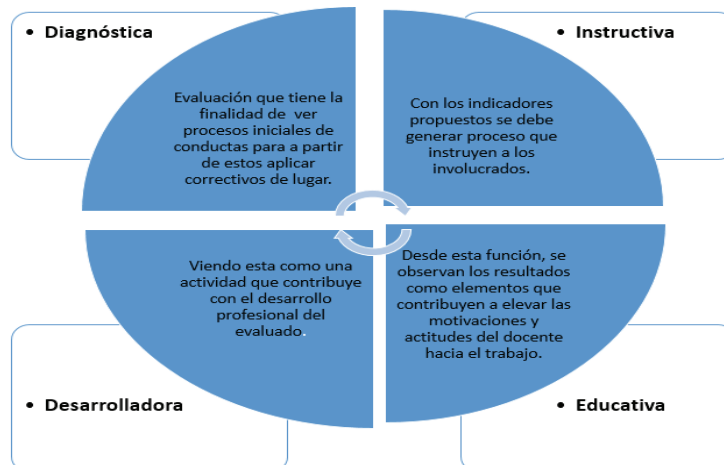 • Diagnóstica
Evaluación que tiene la
finalidad de ver
procesos iniciales de
conductas para a partir
de estos aplicar
correctivos de lugar.
• Instructiva
Con los indicadores
propuestos se debe
generar proceso que
instruyen a los
involucrados.
Viendo esta como una
actividad que contribuye
con el desarrollo
profesional del
evaluado.
• Desarrolladora
Desde esta función, se
observan los resultados
como elementos que
contribuyen a elevar las
motivaciones y
actitudes del docente
hacia el trabajo.
• Educativa